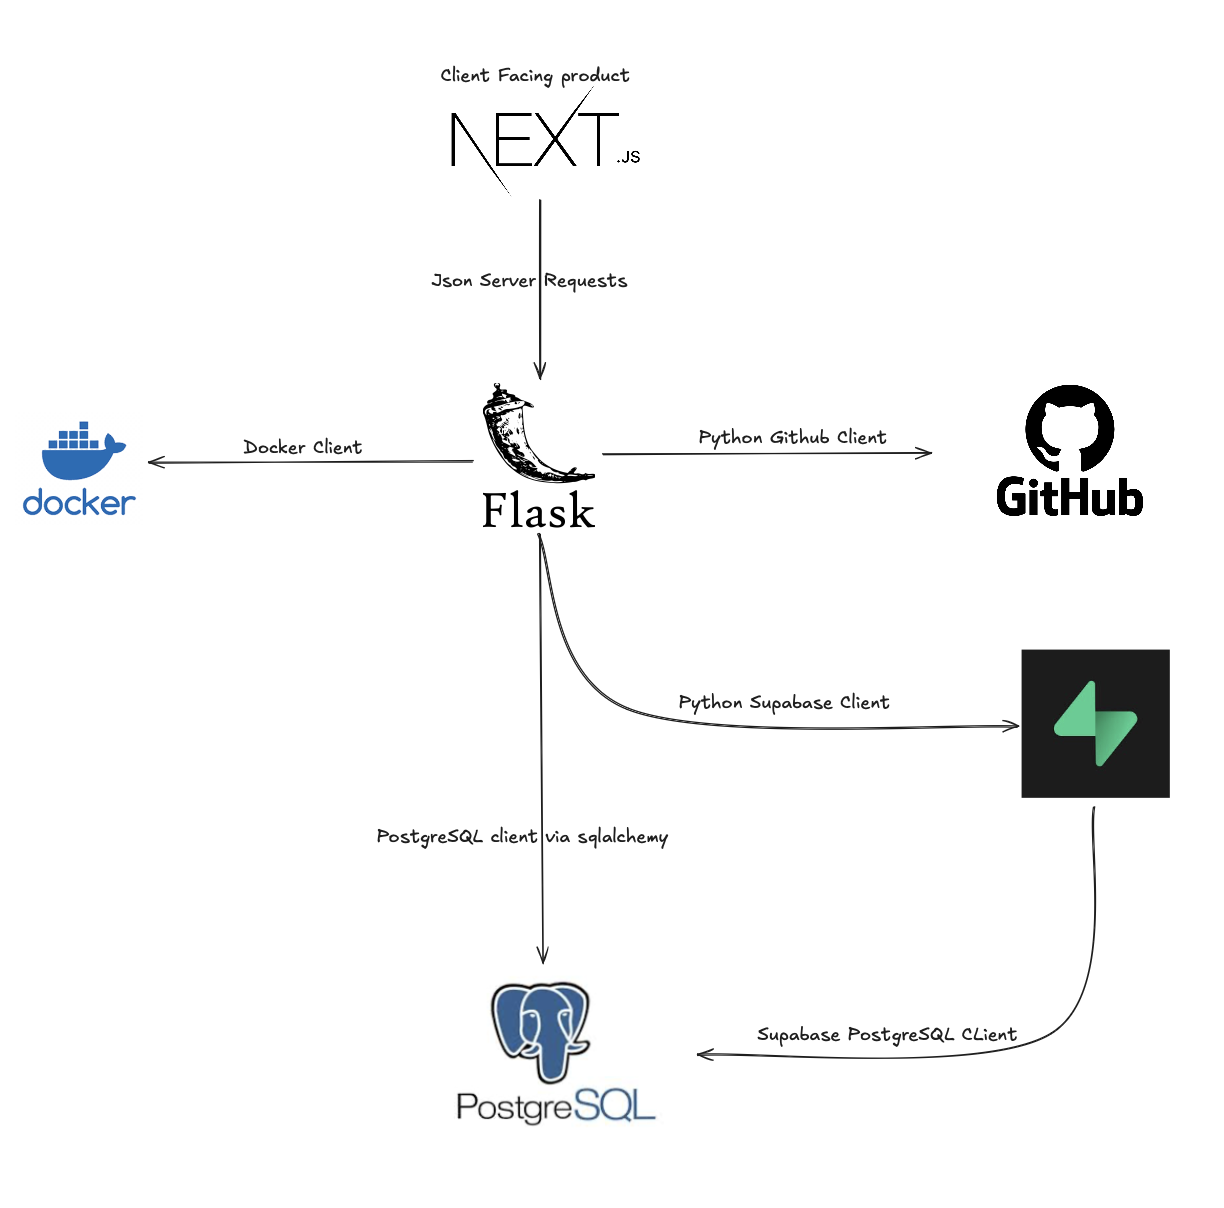 Client Facing product
NEXT.JS
Json Server Requests
Docker Client
Python Github Client
docker
Flask
GitHub
Python Supabase Client
PostgreSQL client via sqlalchemy
Supabase PostgreSQL CLient
PostgreSQL